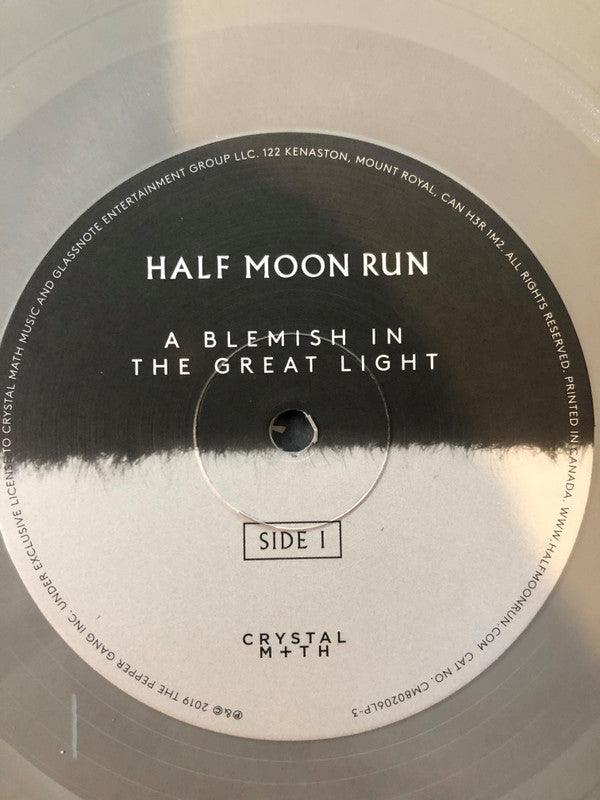 HALF MOON RUN
A BLEMISH IN
THE GREAT LIGHT
SIDE 1
CRYSTAL
M+TH
℗&© 2019 THE PEPPER GANG INC. UNDER EXCLUSIVE LICENSE TO CRYSTAL MATH MUSIC AND GLASSNOTE ENTERTAINMENT GROUP LLC. 122 KENASTON, MOUNT ROYAL, CAN H3R 1M2. ALL RIGHTS RESERVED. PRINTED IN CANADA. WWW.HALFMOONRUN.COM CAT NO. CM80206LP-3